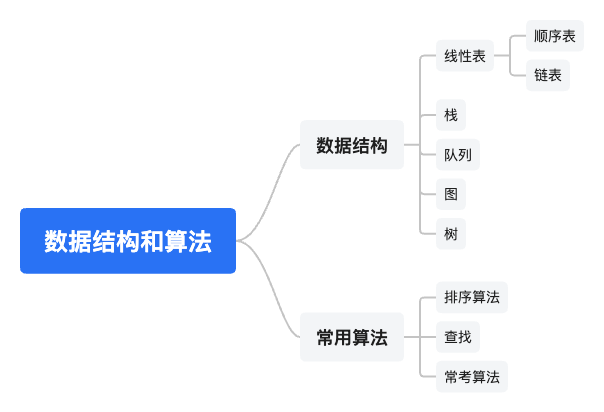 数据结构和算法
数据结构
线性表
顺序表
链表
栈
队列
图
树
常用算法
排序算法
查找
常考算法